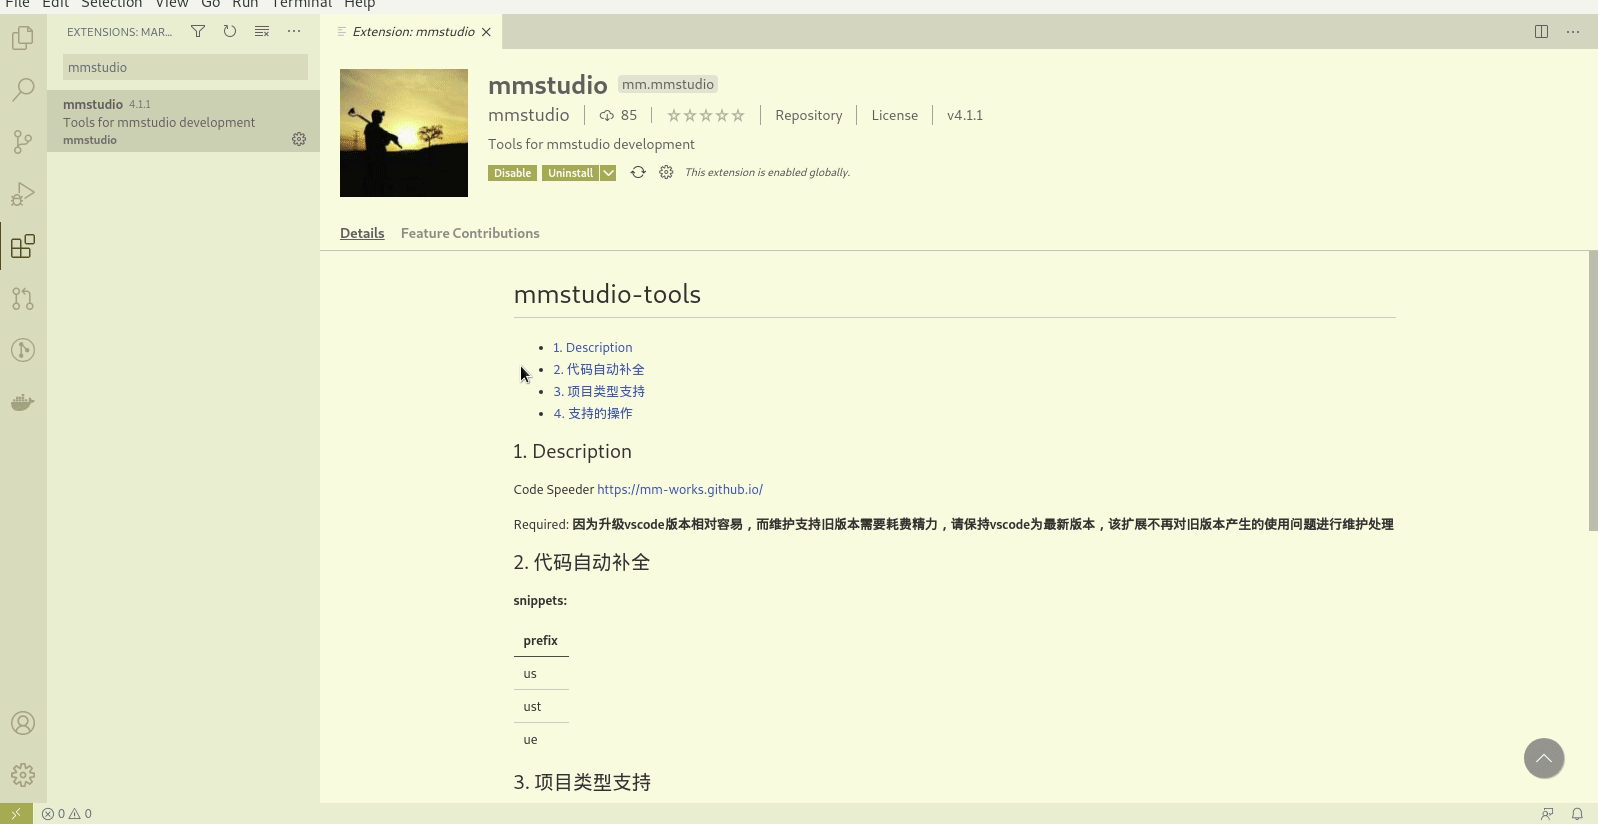 File Edit Selection View Go Run Terminal Help
EXTENSIONS: MAR...
Extension: mmstudio
mmstudio
mmstudio 4.1.1
Tools for mmstudio development
mmstudio
mmstudio mm.mmstudio
mmstudio 85 Repository License v4.1.1
Tools for mmstudio development
Disable Uninstall This extension is enabled globally.
Details Feature Contributions
mmstudio-tools
1. Description
2. 代码自动补全
3. 项目类型支持
4. 支持的操作
1. Description
Code Speeder https://mm-works.github.io/
Required: 因为升级vscode版本相对容易，而维护支持旧版本需要耗费精力，请保持vscode为最新版本，该扩展不再对旧版本产生的使用问题进行维护处理
2. 代码自动补全
snippets:
prefix
us
ust
ue
3. 项目类型支持
0 0